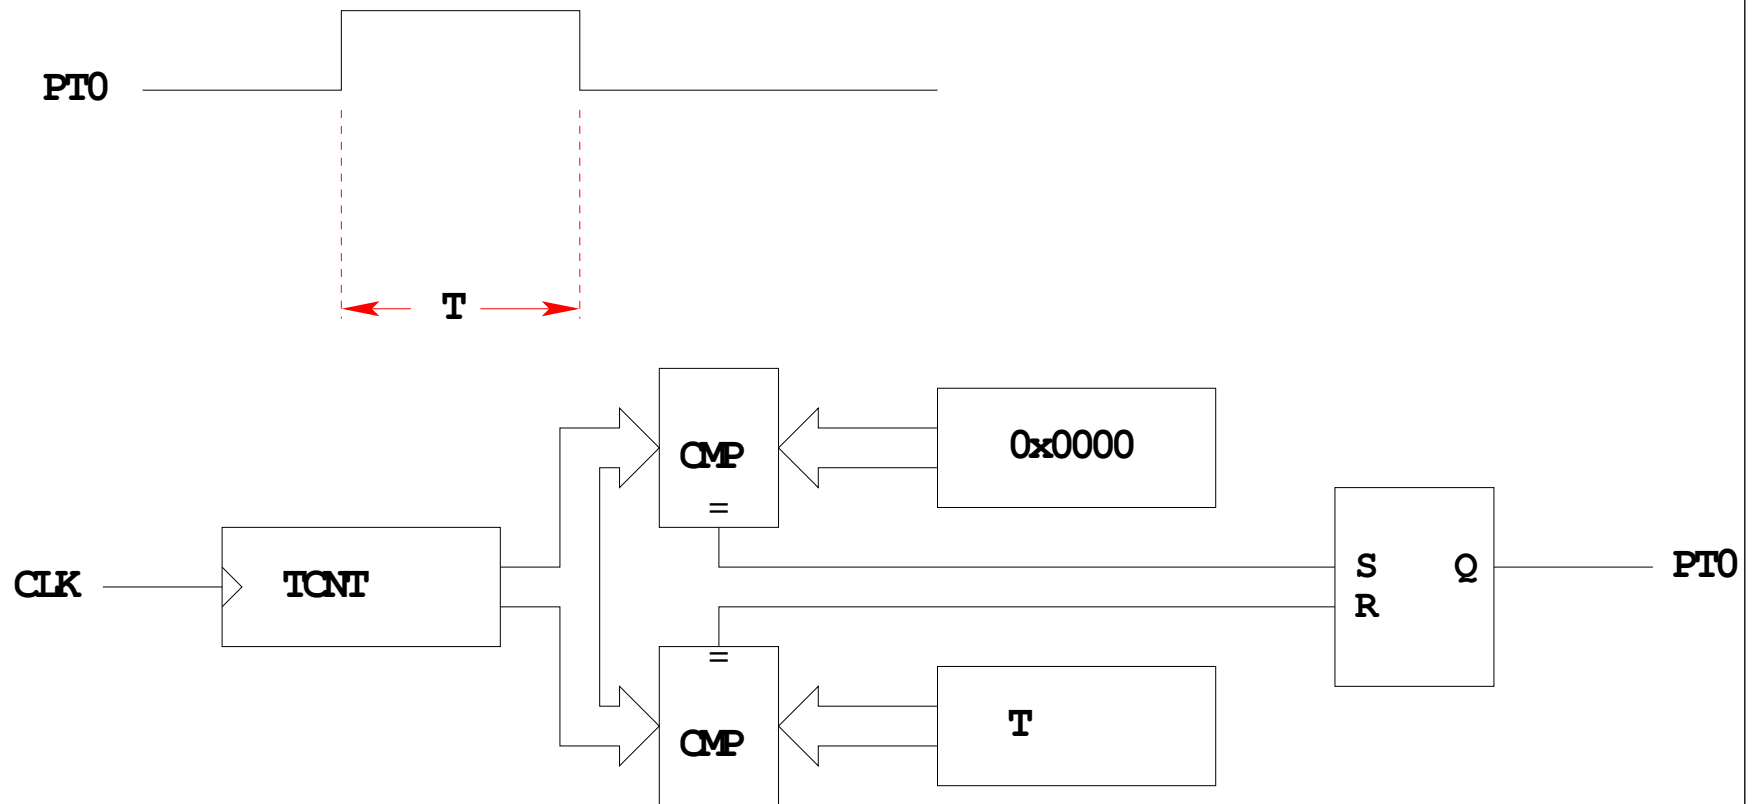 PT0
T
CMP
=
0x0000
CLK
TCNT
S
Q
R
PT0
=
CMP
T